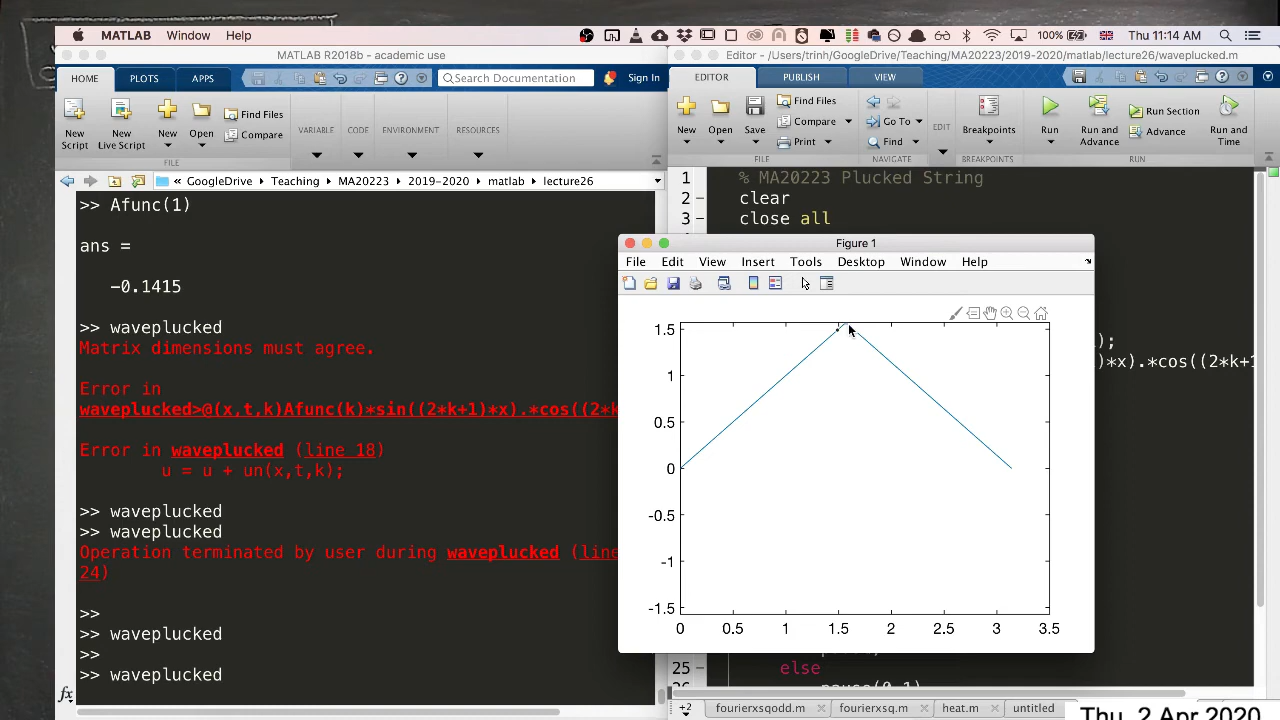 MATLAB Window Help 100% Thu 11:14 AM
MATLAB R2018b - academic use
HOME PLOTS APPS Search Documentation Sign In
New Script
New Live Script
New
Open
Find Files
Compare
VARIABLE CODE ENVIRONMENT RESOURCES
FILE
« GoogleDrive › Teaching › MA20223 › 2019-2020 › matlab › lecture26
>> Afunc(1)
ans =
-0.1415
>> waveplucked
Matrix dimensions must agree.
Error in
waveplucked>@(x,t,k)Afunc(k)*sin((2*k+1)*x).*cos((2*k
Error in waveplucked (line 18)
u = u + un(x,t,k);
>> waveplucked
>> waveplucked
Operation terminated by user during waveplucked (line
24)
>>
>> waveplucked
>>
>> waveplucked
fx
Editor - /Users/trinh/GoogleDrive/Teaching/MA20223/2019-2020/matlab/lecture26/waveplucked.m
EDITOR PUBLISH VIEW
New
Open
Save
Find Files
Compare
Print
Go To
Find
EDIT
Breakpoints
Run
Run and Advance
Run Section
Advance
Run and Time
FILE NAVIGATE BREAKPOINTS RUN
1 % MA20223 Plucked String
2 clear
3 close all
);
)*x).*cos((2*k+1
25 else
pause(0.1)
Figure 1
File Edit View Insert Tools Desktop Window Help
1.5
1
0.5
0
-0.5
-1
-1.5
0 0.5 1 1.5 2 2.5 3 3.5
+2 fourierxsqodd.m fourierxsq.m heat.m untitled
Thu, 2 Apr 2020